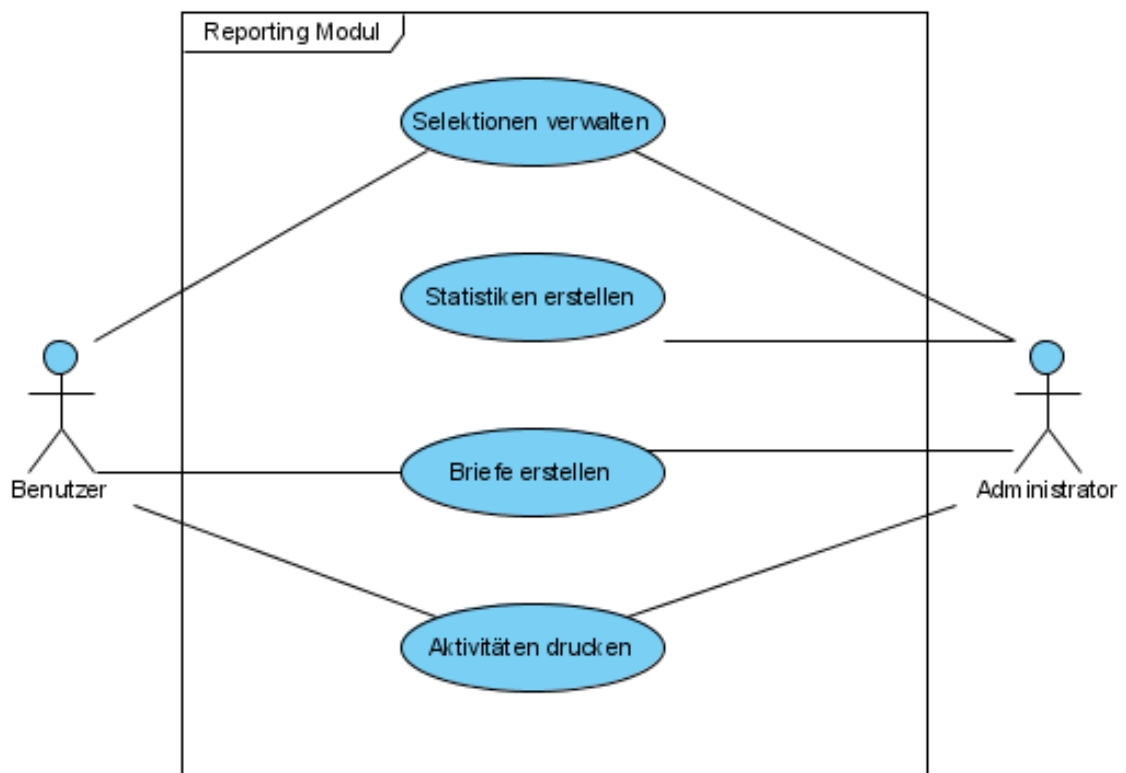 Reporting Modul
Selektionen verwalten
Statistiken erstellen
Briefe erstellen
Benutzer
Administrator
Aktivitäten drucken